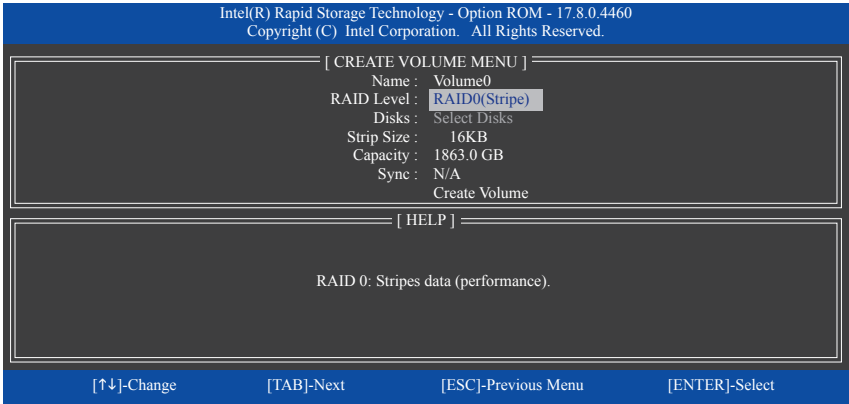 Intel(R) Rapid Storage Technology - Option ROM - 17.8.0.4460
Copyright (C) Intel Corporation. All Rights Reserved.
[ CREATE VOLUME MENU ]
Name : Volume0
RAID Level : RAID0(Stripe)
Disks : Select Disks
Strip Size : 16KB
Capacity : 1863.0 GB
Sync : N/A
Create Volume
[ HELP ]
RAID 0: Stripes data (performance).
[↑↓]-Change [TAB]-Next [ESC]-Previous Menu [ENTER]-Select